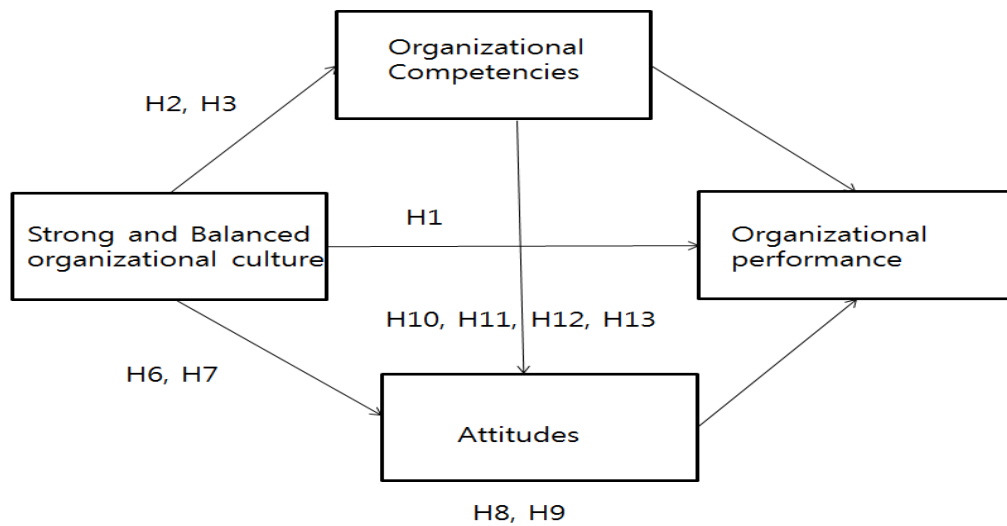 Organizational
Competencies
H2, H3
H1
Strong and Balanced
organizational culture
Organizational
performance
H10, H11, H12, H13
H6, H7
Attitudes
H8, H9